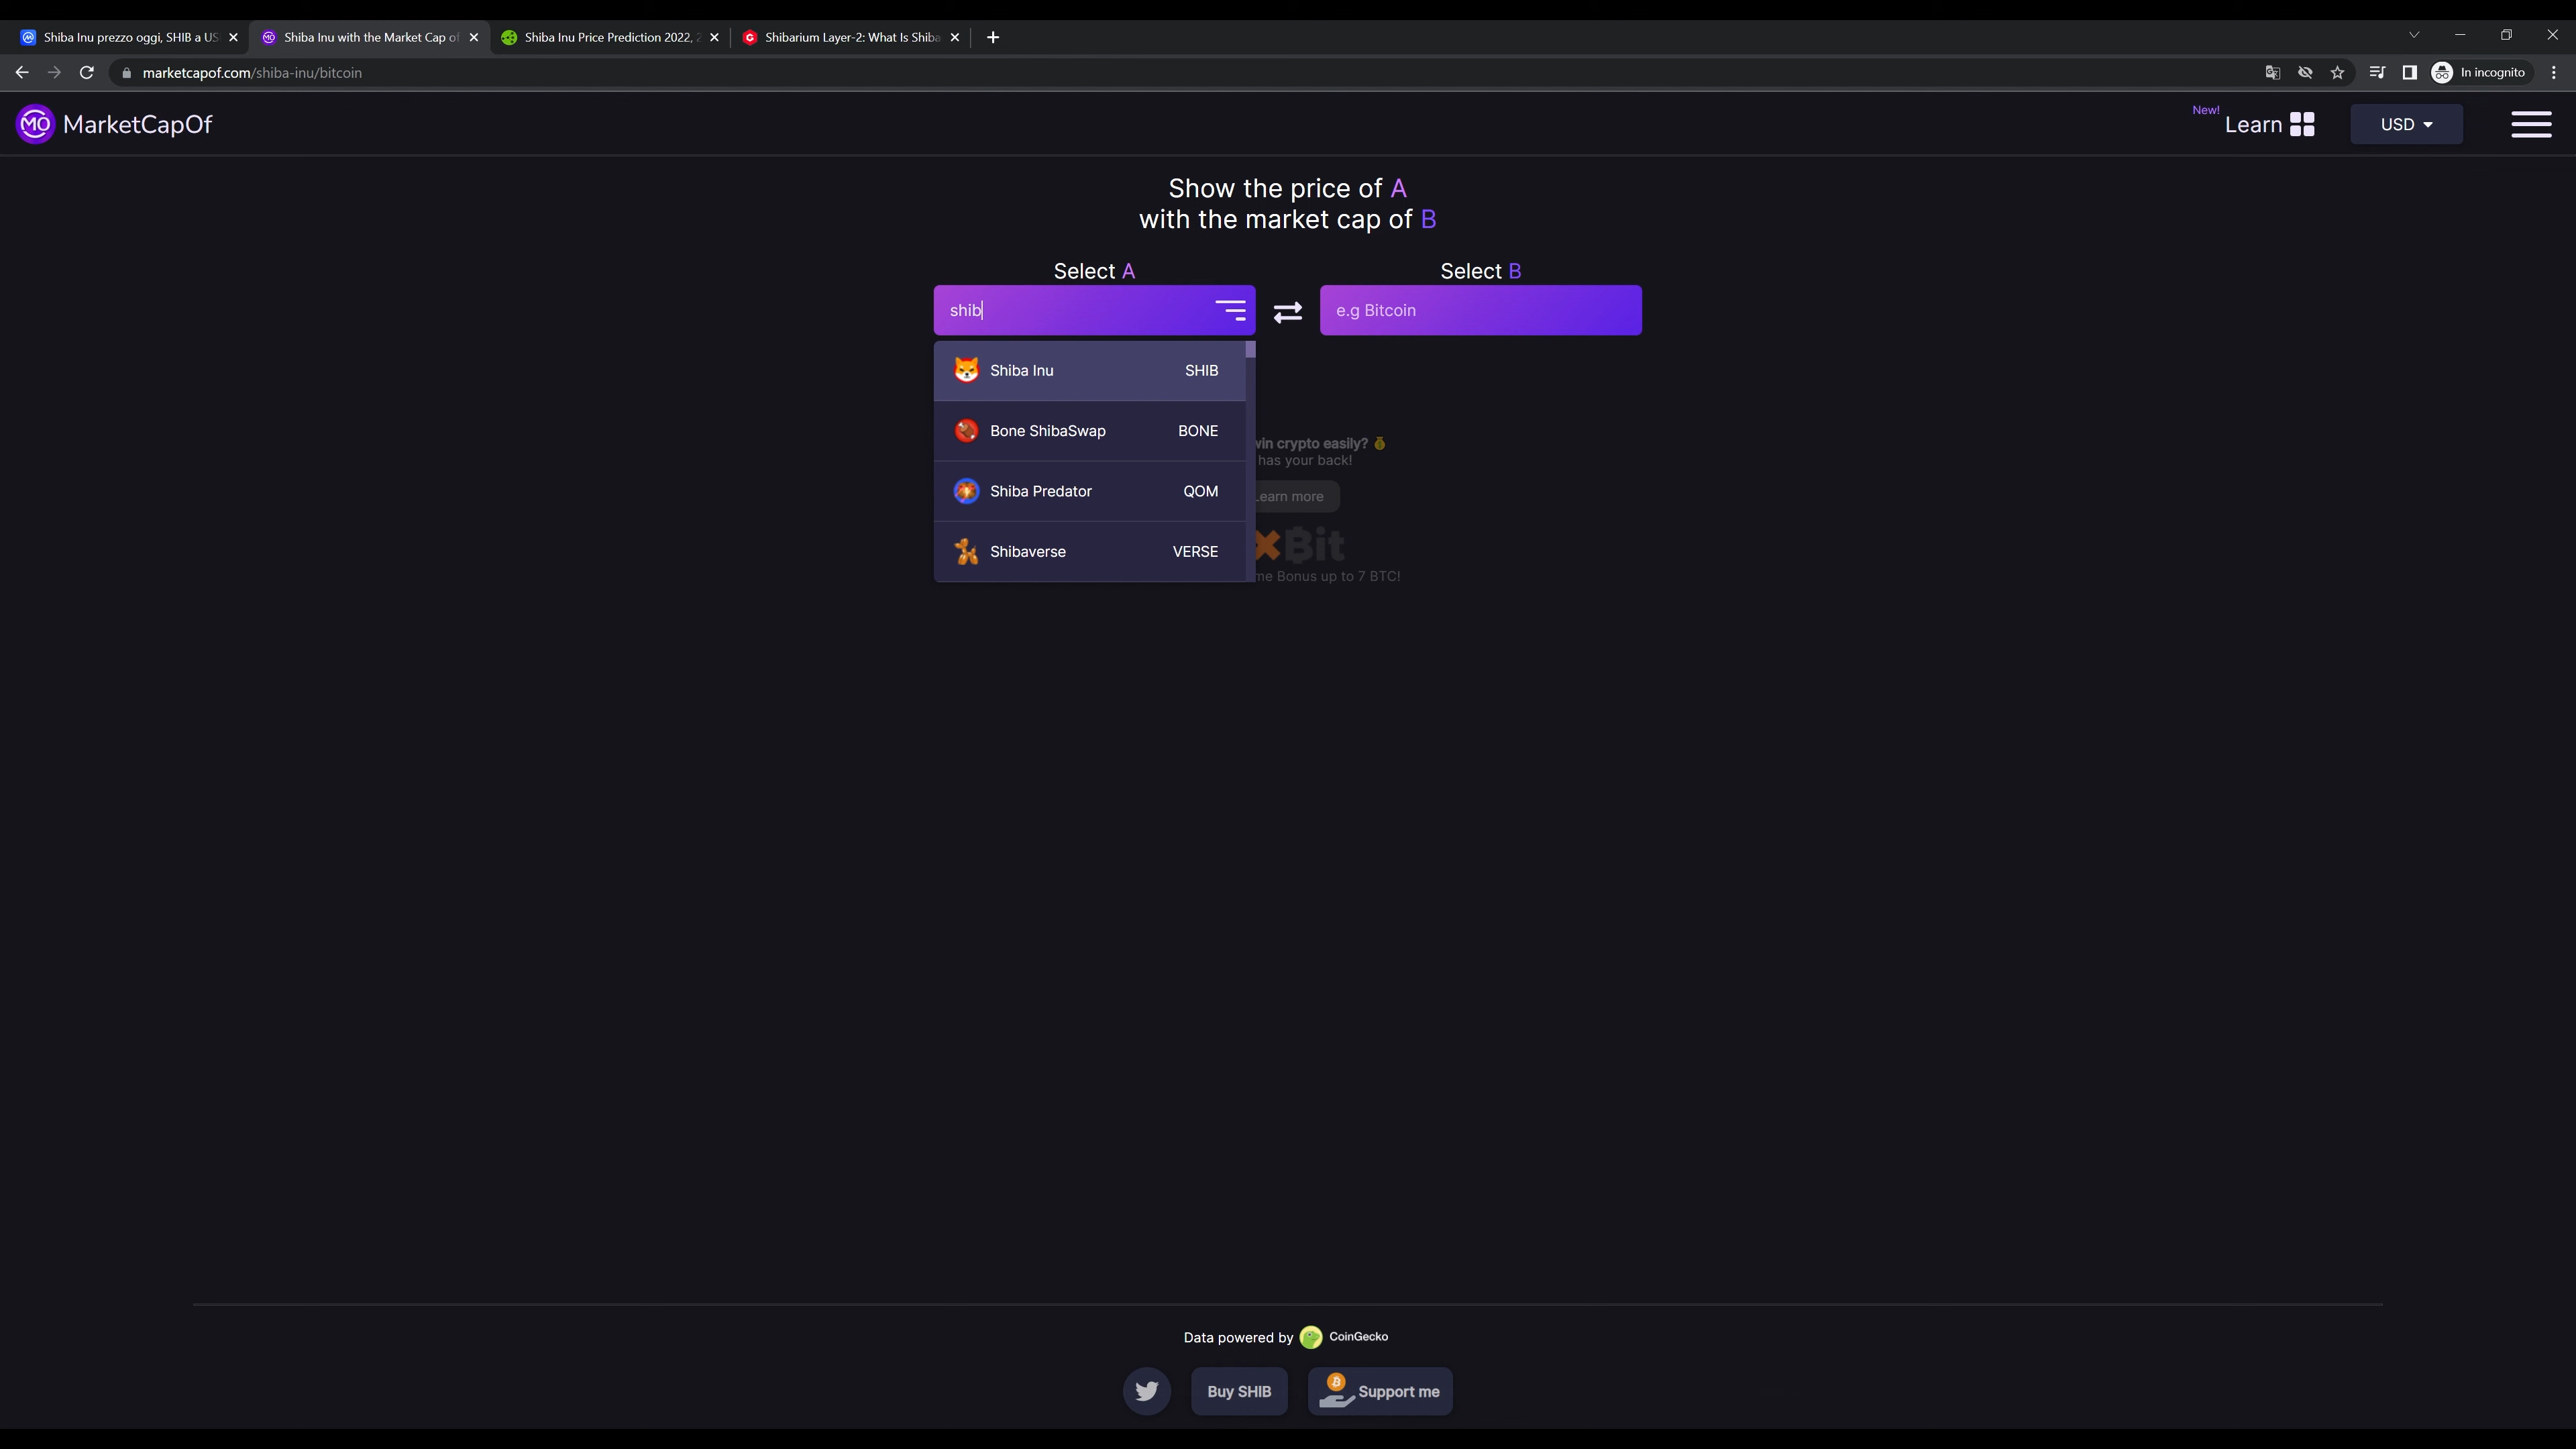 Shiba Inu prezzo oggi, SHIB a US
Shiba Inu with the Market Cap of
Shiba Inu Price Prediction 2022, 2
Shibarium Layer-2: What Is Shiba
marketcapof.com/shiba-inu/bitcoin
In incognito
MO MarketCapOf
New!
Learn
USD
Show the price of A
with the market cap of B
Select A
Select B
shib
e.g Bitcoin
Shiba Inu SHIB
Bone ShibaSwap BONE
Shiba Predator QOM
Shibaverse VERSE
win crypto easily?
has your back!
Learn more
Bit
me Bonus up to 7 BTC!
Data powered by CoinGecko
Buy SHIB
Support me